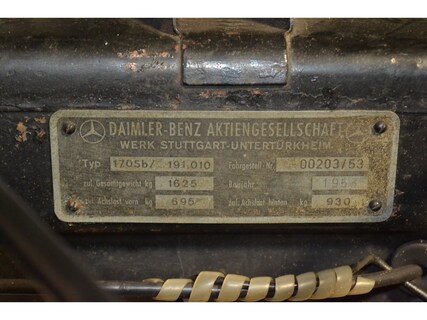 DAIMLER-BENZ AKTIENGESELLSCHAFT
WERK STUTTGART-UNTERTÜRKHEIM
Typ 170Sb/ 191.010 Fahrgestell Nr. 00203/53
zul. Gesamtgewicht kg 1625 Baujahr
zul. Achslast vorn kg 695 zul. Achslast hinten kg 930